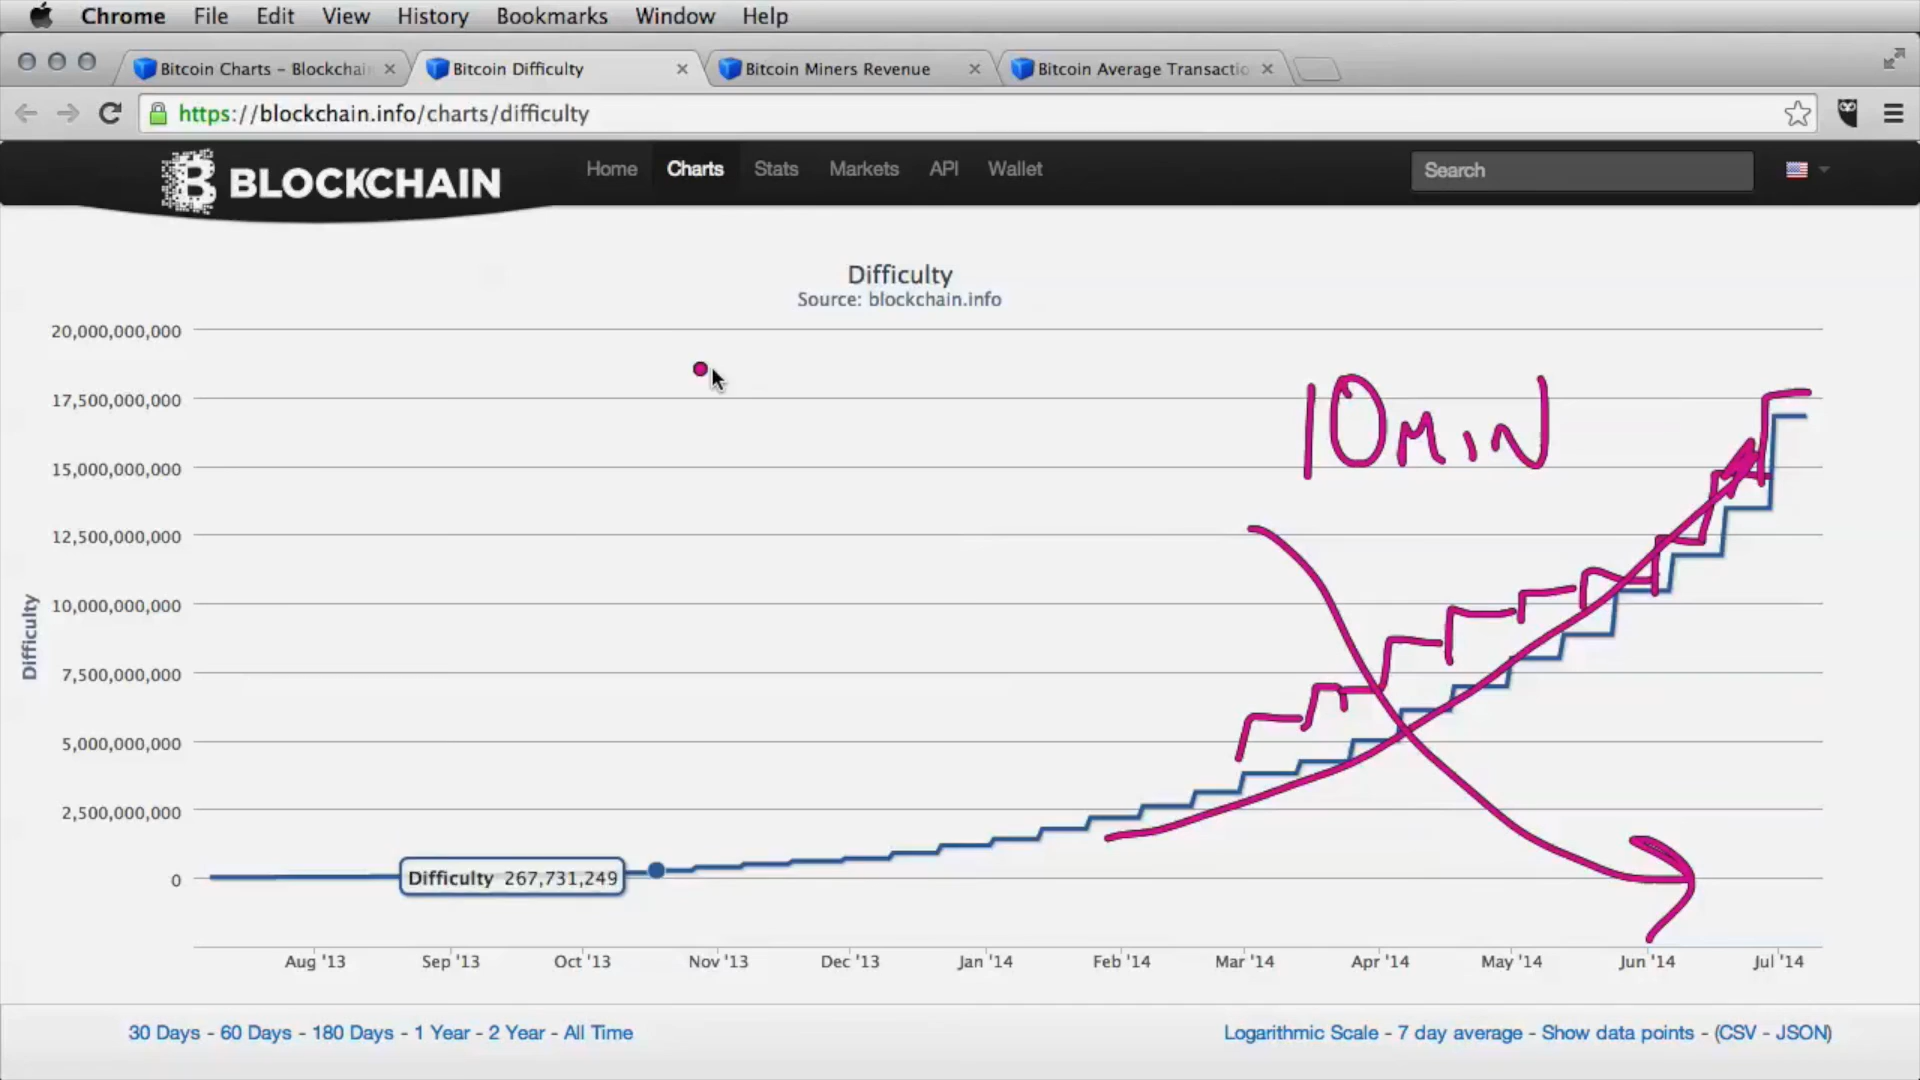 Chrome File Edit View History Bookmarks Window Help
Bitcoin Charts – Blockchai
Bitcoin Difficulty
Bitcoin Miners Revenue
Bitcoin Average Transactio
https://blockchain.info/charts/difficulty
BLOCKCHAIN
Home Charts Stats Markets API Wallet
Search
Difficulty
Source: blockchain.info
20,000,000,000
17,500,000,000
15,000,000,000
12,500,000,000
10,000,000,000
7,500,000,000
5,000,000,000
2,500,000,000
0
Difficulty
10 MIN
Difficulty 267,731,249
Aug '13 Sep '13 Oct '13 Nov '13 Dec '13 Jan '14 Feb '14 Mar '14 Apr '14 May '14 Jun '14 Jul '14
30 Days - 60 Days - 180 Days - 1 Year - 2 Year - All Time
Logarithmic Scale - 7 day average - Show data points - (CSV - JSON)